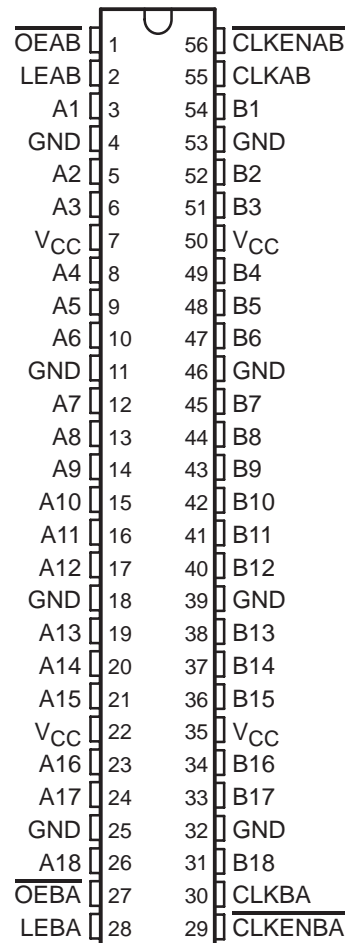 O̅E̅A̅B̅ 1 56 C̅L̅K̅E̅N̅A̅B̅
LEAB 2 55 CLKAB
A1 3 54 B1
GND 4 53 GND
A2 5 52 B2
A3 6 51 B3
VCC 7 50 VCC
A4 8 49 B4
A5 9 48 B5
A6 10 47 B6
GND 11 46 GND
A7 12 45 B7
A8 13 44 B8
A9 14 43 B9
A10 15 42 B10
A11 16 41 B11
A12 17 40 B12
GND 18 39 GND
A13 19 38 B13
A14 20 37 B14
A15 21 36 B15
VCC 22 35 VCC
A16 23 34 B16
A17 24 33 B17
GND 25 32 GND
A18 26 31 B18
O̅E̅B̅A̅ 27 30 CLKBA
LEBA 28 29 C̅L̅K̅E̅N̅B̅A̅